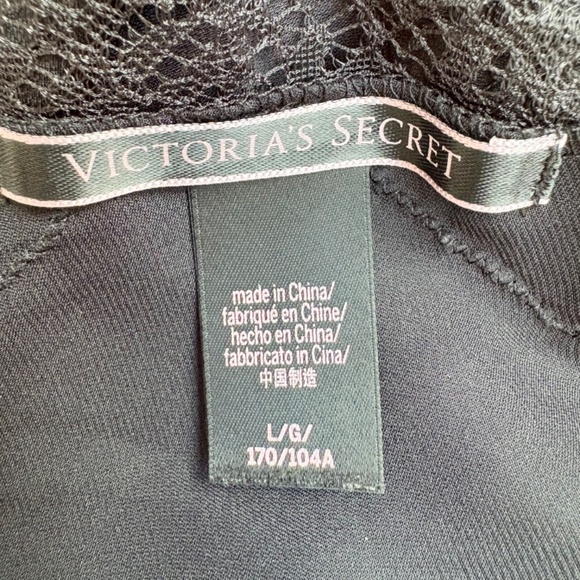 VICTORIA'S SECRET
made in China/
fabriqué en Chine/
hecho en China/
fabbricato in Cina/
中国制造
L/G/
170/104A